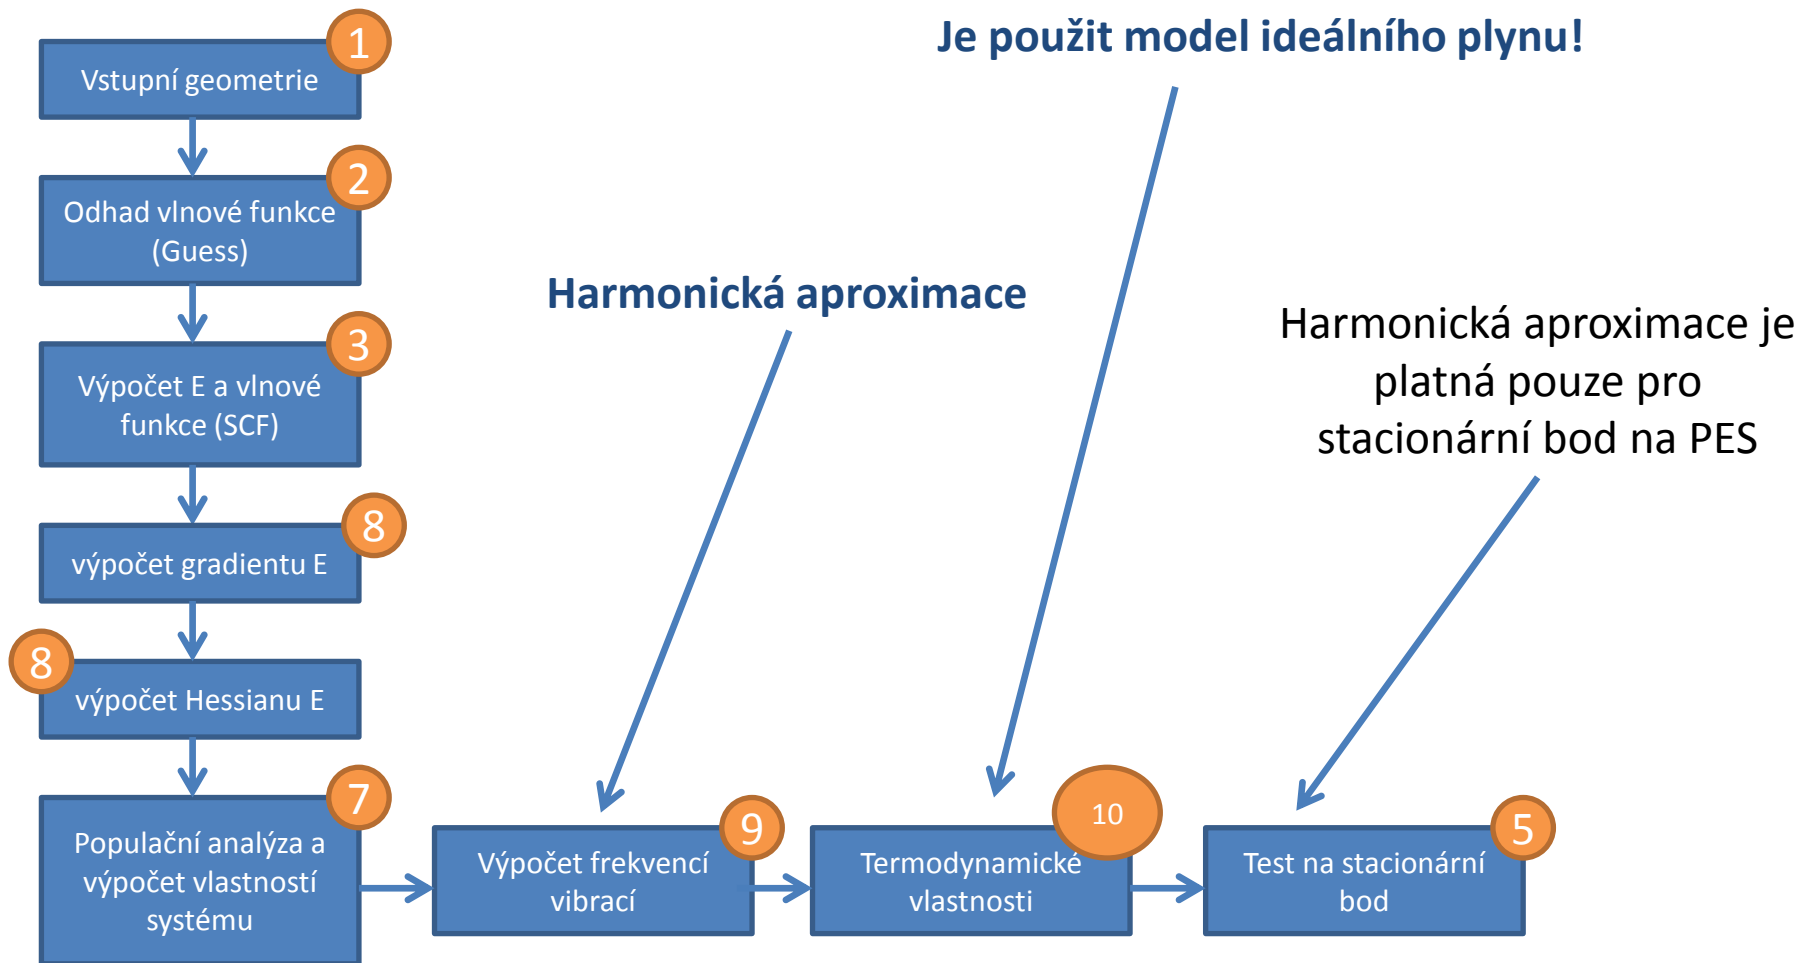 1
Vstupní geometrie
2
Odhad vlnové funkce
(Guess)
3
Výpočet E a vlnové
funkce (SCF)
8
výpočet gradientu E
8
výpočet Hessianu E
7
Populační analýza a
výpočet vlastností
systému
Harmonická aproximace
9
Výpočet frekvencí
vibrací
Je použit model ideálního plynu!
10
Termodynamické
vlastnosti
Harmonická aproximace je
platná pouze pro
stacionární bod na PES
5
Test na stacionární
bod